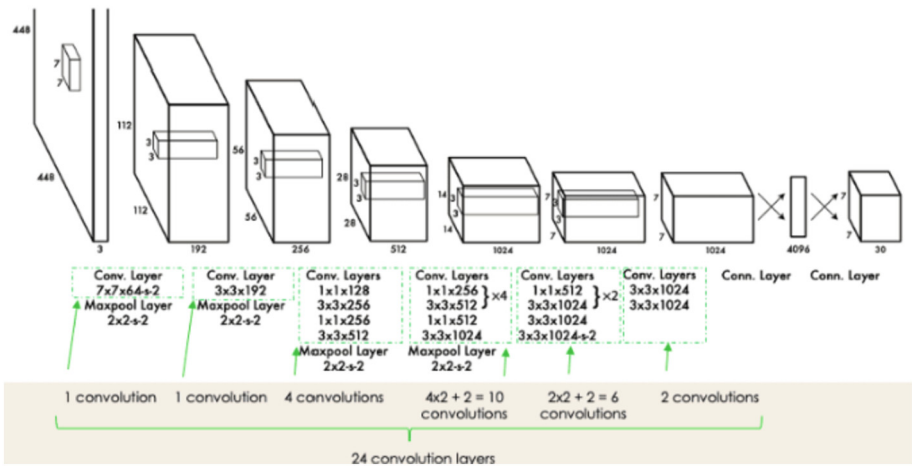 448
7
7
448
3
112
3
3
112
192
56
3
3
56
256
28
3
3
28
512
14
3
3
14
1024
7
3
3
7
1024
7
7
1024
4096
7
7
30
Conn. Layer
Conn. Layer
Conv. Layer
7x7x64-s-2
Maxpool Layer
2x2-s-2
Conv. Layer
3x3x192
Maxpool Layer
2x2-s-2
Conv. Layers
1x1x128
3x3x256
1x1x256
3x3x512
Maxpool Layer
2x2-s-2
Conv. Layers
1x1x256
3x3x512
}×4
1x1x512
3x3x1024
Maxpool Layer
2x2-s-2
Conv. Layers
1x1x512
3x3x1024
}×2
3x3x1024
3x3x1024-s-2
Conv. Layers
3x3x1024
3x3x1024
1 convolution
1 convolution
4 convolutions
4x2 + 2 = 10
convolutions
2x2 + 2 = 6
convolutions
2 convolutions
24 convolution layers